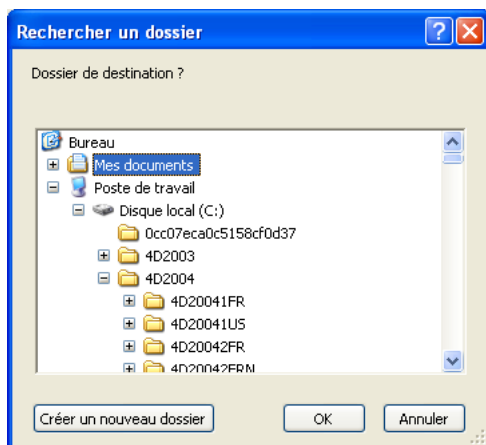 Rechercher un dossier
Dossier de destination ?
Bureau
Mes documents
Poste de travail
Disque local (C:)
0cc07eca0c5158cf0d37
4D2003
4D2004
4D20041FR
4D20041US
4D20042FR
4D20042FRN
Créer un nouveau dossier OK Annuler